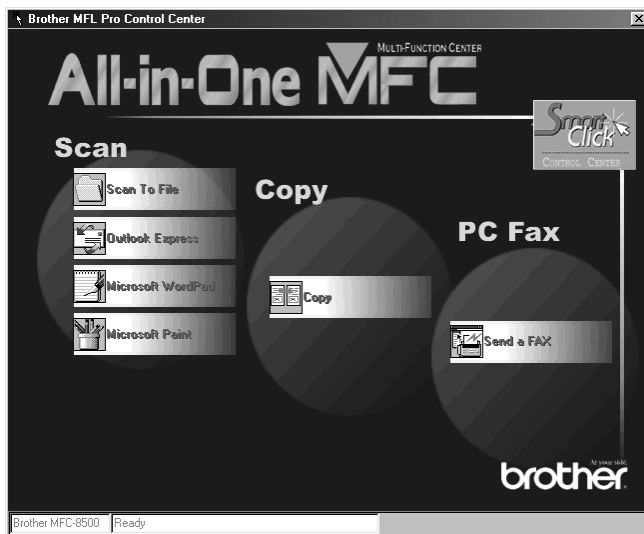 Brother MFL Pro Control Center
MULTI-FUNCTION CENTER
All-in-One MFC
Smart
Click
CONTROL CENTER
Scan
Scan To File
Outlook Express
Microsoft WordPad
Microsoft Paint
Copy
Copy
PC Fax
Send a FAX
At your side.
brother
Brother MFC-8500
Ready